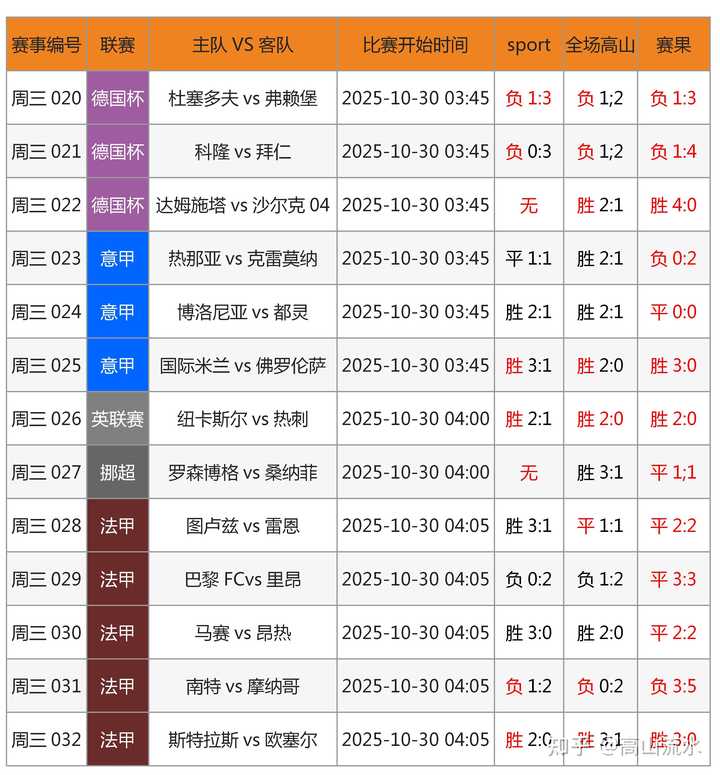 赛事编号 联赛 主队 VS 客队 比赛开始时间 sport 全场高山 赛果
周三 020 德国杯 杜塞多夫 vs 弗赖堡 2025-10-30 03:45 负 1:3 负 1;2 负 1:3
周三 021 德国杯 科隆 vs 拜仁 2025-10-30 03:45 负 0:3 负 1;2 负 1:4
周三 022 德国杯 达姆施塔 vs 沙尔克 04 2025-10-30 03:45 无 胜 2:1 胜 4:0
周三 023 意甲 热那亚 vs 克雷莫纳 2025-10-30 03:45 平 1:1 胜 2:1 负 0:2
周三 024 意甲 博洛尼亚 vs 都灵 2025-10-30 03:45 胜 2:1 胜 2:1 平 0:0
周三 025 意甲 国际米兰 vs 佛罗伦萨 2025-10-30 03:45 胜 3:1 胜 2:0 胜 3:0
周三 026 英联赛 纽卡斯尔 vs 热刺 2025-10-30 04:00 胜 2:1 胜 2:0 胜 2:0
周三 027 挪超 罗森博格 vs 桑纳菲 2025-10-30 04:00 无 胜 3:1 平 1;1
周三 028 法甲 图卢兹 vs 雷恩 2025-10-30 04:05 胜 3:1 平 1:1 平 2:2
周三 029 法甲 巴黎 FCvs 里昂 2025-10-30 04:05 负 0:2 负 1:2 平 3:3
周三 030 法甲 马赛 vs 昂热 2025-10-30 04:05 胜 3:0 胜 2:0 平 2:2
周三 031 法甲 南特 vs 摩纳哥 2025-10-30 04:05 负 1:2 负 0:2 负 3:5
周三 032 法甲 斯特拉斯 vs 欧塞尔 2025-10-30 04:05 胜 2:0 胜 3:1 胜 3:0
知乎 @高山流水